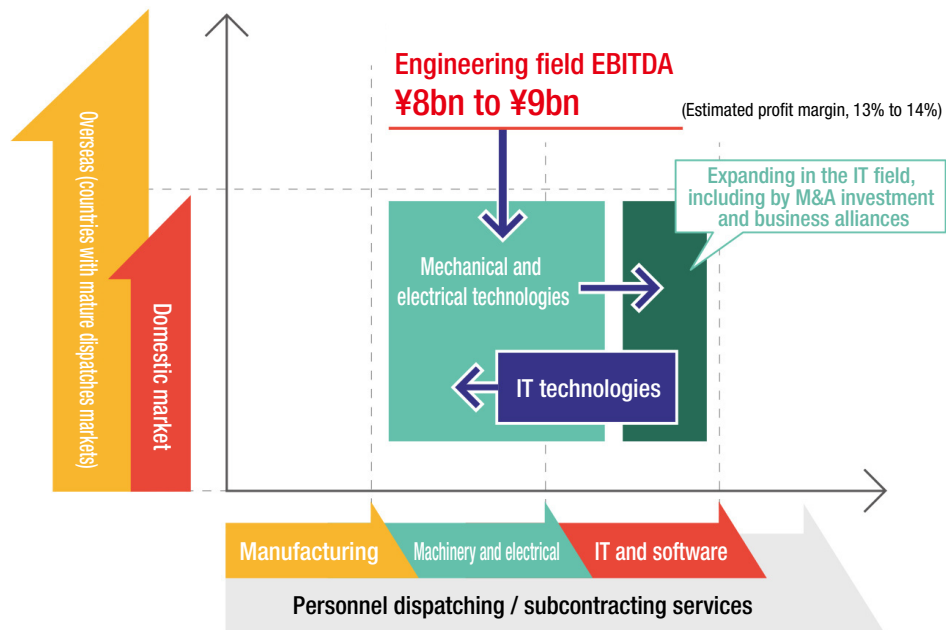 Engineering field EBITDA
¥8bn to ¥9bn
(Estimated profit margin, 13% to 14%)
Expanding in the IT field,
including by M&A investment
and business alliances
Overseas (countries with mature dispatches markets)
Domestic market
Mechanical and
electrical technologies
IT technologies
Manufacturing
Machinery and electrical
IT and software
Personnel dispatching / subcontracting services